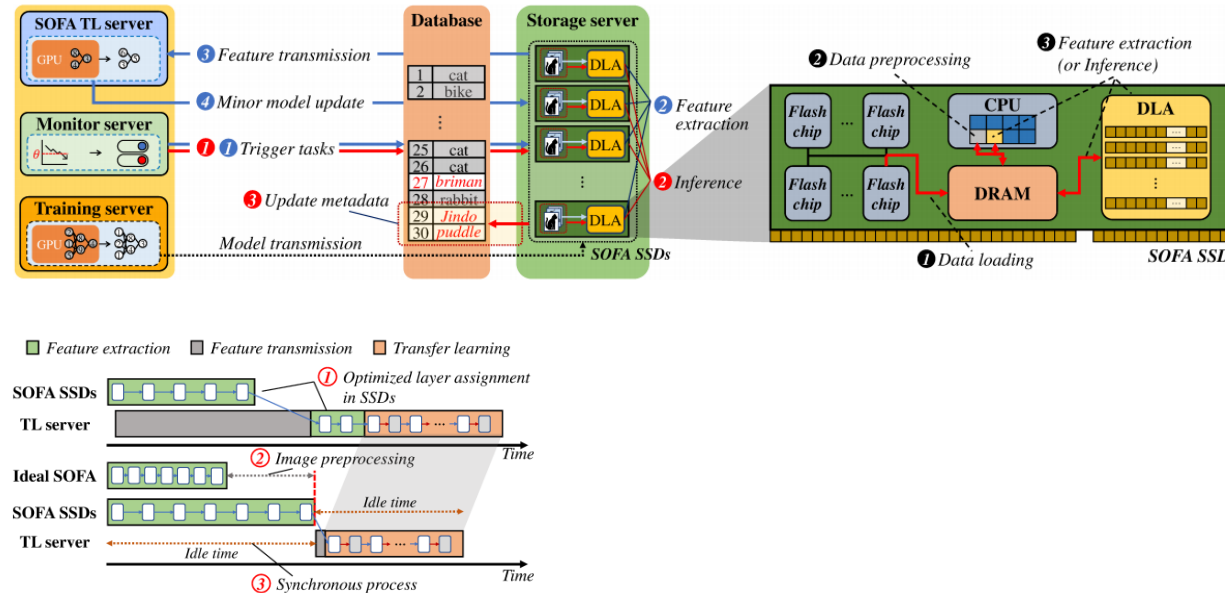 SOFA TL server
GPU
Monitor server
θ
Training server
GPU
3 Feature transmission
4 Minor model update
1 1 Trigger tasks
3 Update metadata
Model transmission
Database
1 cat
2 bike
⋮
25 cat
26 cat
27 briman
28 rabbit
29 Jindo
30 puddle
Storage server
DLA
DLA
DLA
⋮
DLA
SOFA SSDs
2 Feature
extraction
2 Inference
2 Data preprocessing
3 Feature extraction
(or Inference)
Flash
chip
...
Flash
chip
Flash
chip
...
Flash
chip
CPU
DRAM
DLA
...
...
...
⋮
...
1 Data loading
SOFA SSD
Feature extraction
Feature transmission
Transfer learning
SOFA SSDs
TL server
1 Optimized layer assignment
in SSDs
...
Time
Ideal SOFA
2 Image preprocessing
SOFA SSDs
Idle time
TL server
Idle time
...
3 Synchronous process
Time